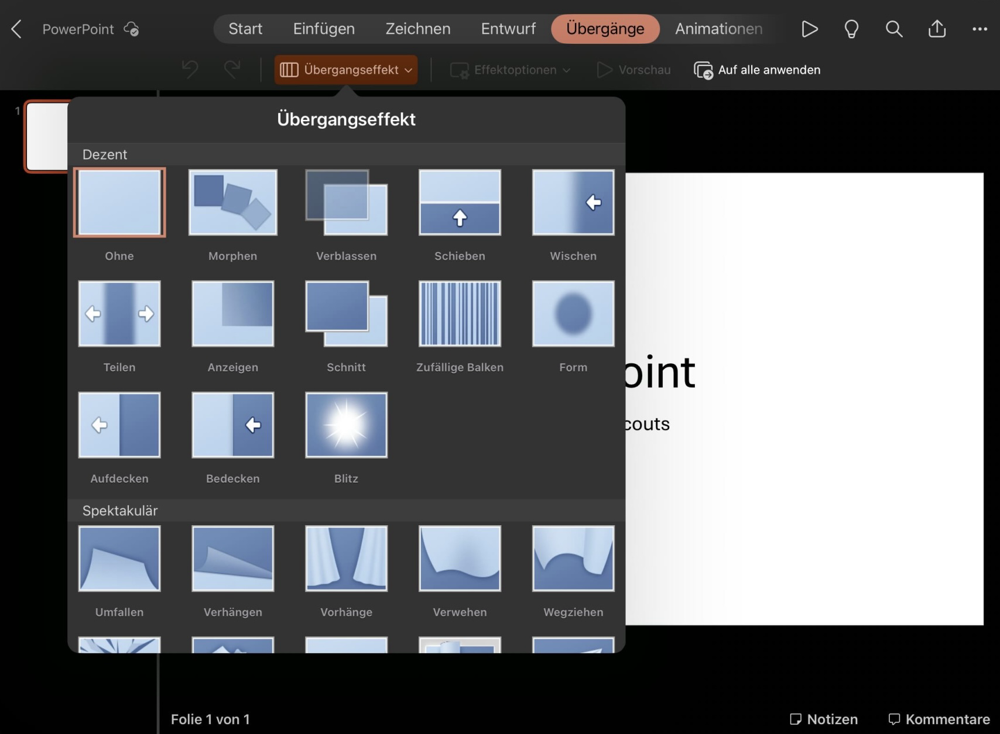 PowerPoint
Start Einfügen Zeichnen Entwurf Übergänge Animationen
Übergangseffekt Effektoptionen Vorschau Auf alle anwenden
1
Übergangseffekt
Dezent
Ohne Morphen Verblassen Schieben Wischen
Teilen Anzeigen Schnitt Zufällige Balken Form
Aufdecken Bedecken Blitz
Spektakulär
Umfallen Verhängen Vorhänge Verwehen Wegziehen
oint
couts
Folie 1 von 1
Notizen Kommentare